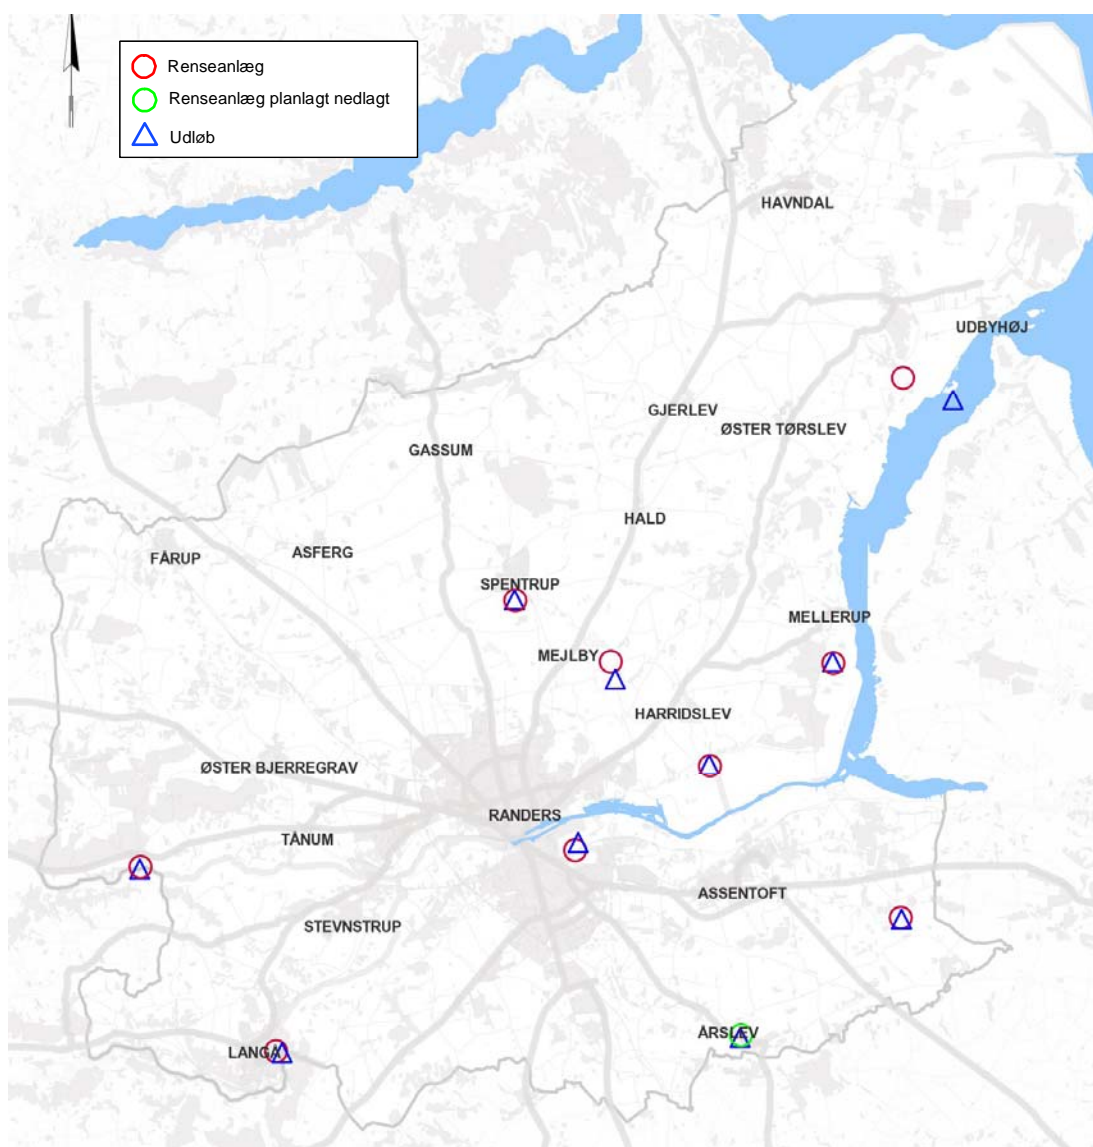 Renseanlæg
Renseanlæg planlagt nedlagt
Udløb
HAVNDAL
UDBYHØJ
GJERLEV
ØSTER TØRSLEV
GASSUM
HALD
FÅRUP
ASFERG
SPENTRUP
MELLERUP
MEJLBY
HARRIDSLEV
ØSTER BJERREGRAV
RANDERS
TÅNUM
ASSENTOFT
STEVNSTRUP
ÅRSLEV
LANGÅ